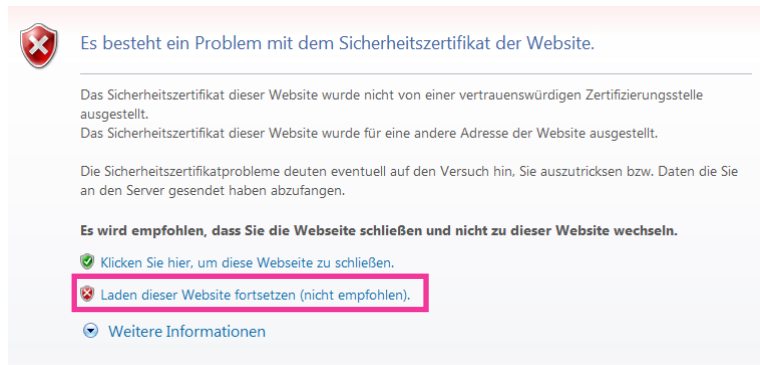 Es besteht ein Problem mit dem Sicherheitszertifikat der Website.
Das Sicherheitszertifikat dieser Website wurde nicht von einer vertrauenswürdigen Zertifizierungsstelle
ausgestellt.
Das Sicherheitszertifikat dieser Website wurde für eine andere Adresse der Website ausgestellt.
Die Sicherheitszertifikatprobleme deuten eventuell auf den Versuch hin, Sie auszutricksen bzw. Daten die Sie
an den Server gesendet haben abzufangen.
Es wird empfohlen, dass Sie die Webseite schließen und nicht zu dieser Website wechseln.
Klicken Sie hier, um diese Webseite zu schließen.
Laden dieser Website fortsetzen (nicht empfohlen).
Weitere Informationen